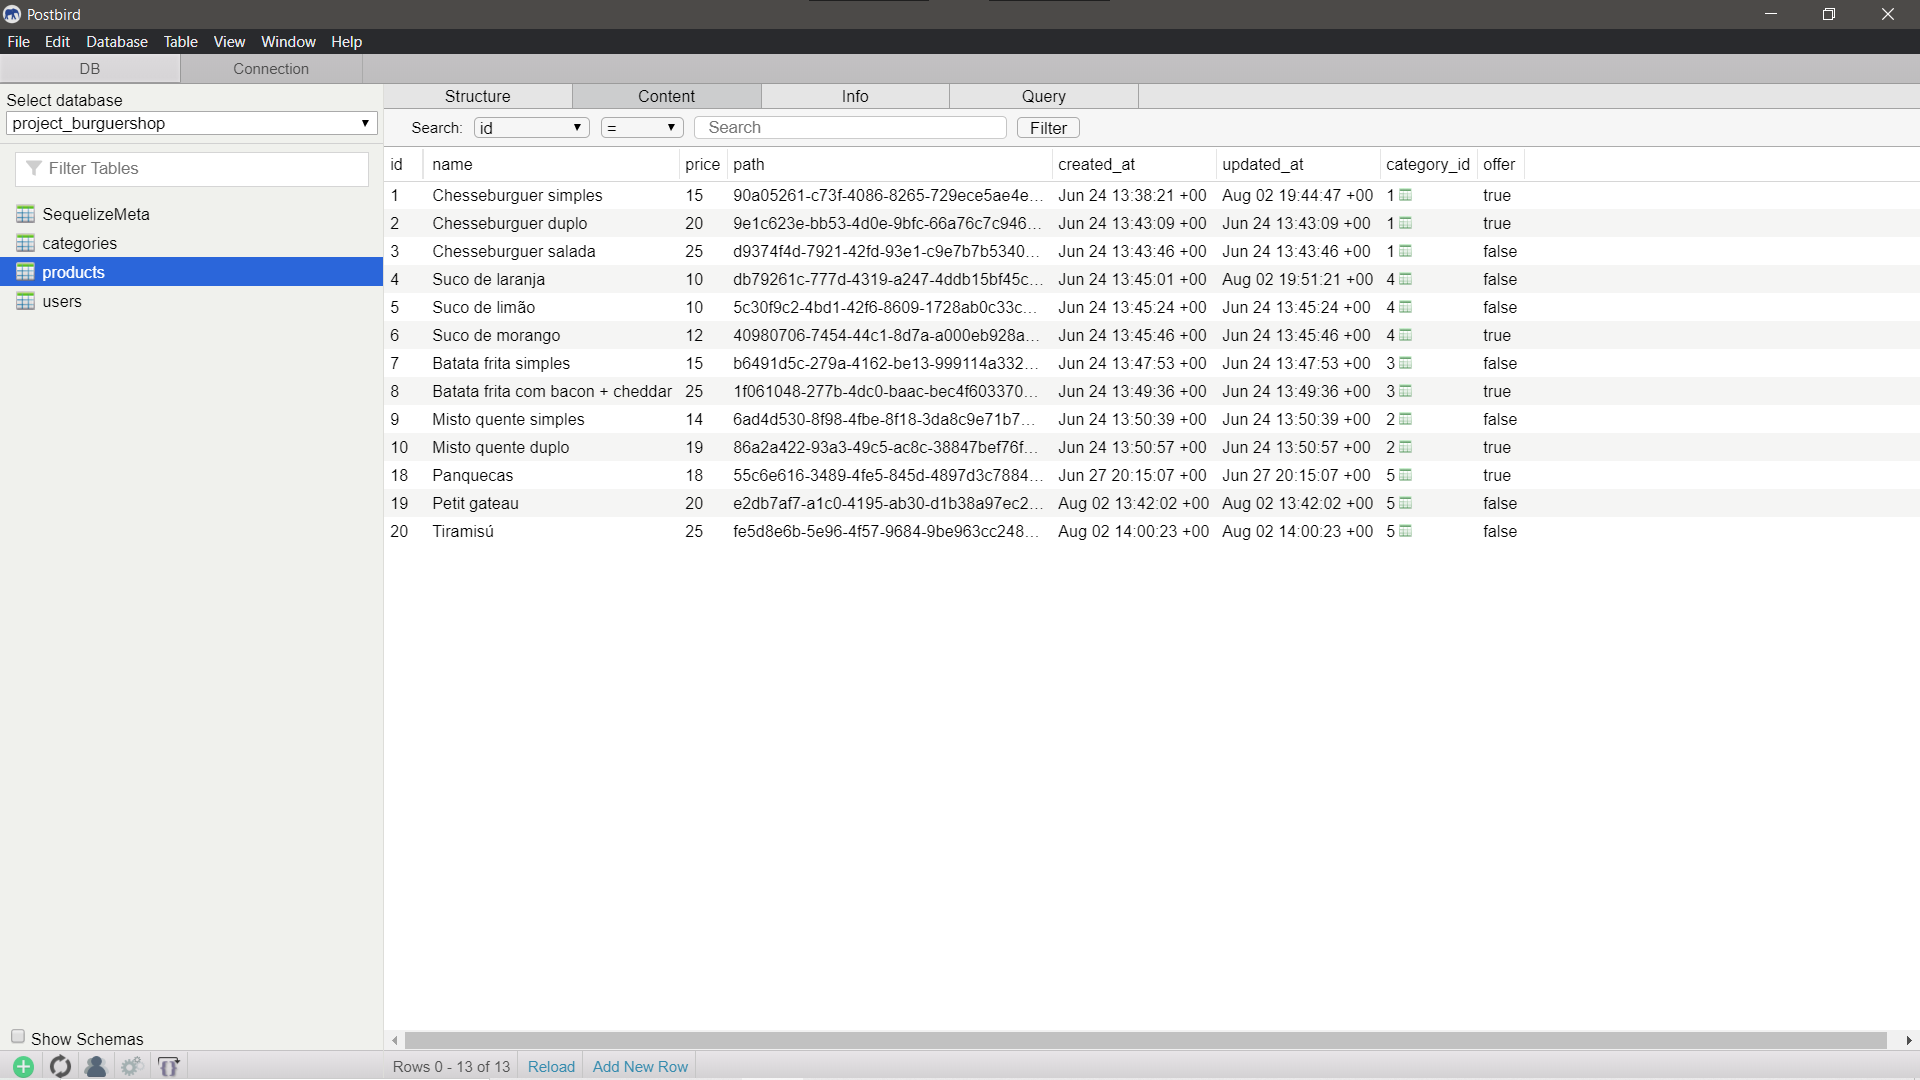 Postbird
File Edit Database Table View Window Help
DB Connection
Select database
project_burguershop
Filter Tables
SequelizeMeta
categories
products
users
Show Schemas
Structure Content Info Query
Search: id = Search Filter
id name price path created_at updated_at category_id offer
1 Chesseburguer simples 15 90a05261-c73f-4086-8265-729ece5ae4e... Jun 24 13:38:21 +00 Aug 02 19:44:47 +00 1 true
2 Chesseburguer duplo 20 9e1c623e-bb53-4d0e-9bfc-66a76c7c946... Jun 24 13:43:09 +00 Jun 24 13:43:09 +00 1 true
3 Chesseburguer salada 25 d9374f4d-7921-42fd-93e1-c9e7b7b5340... Jun 24 13:43:46 +00 Jun 24 13:43:46 +00 1 false
4 Suco de laranja 10 db79261c-777d-4319-a247-4ddb15bf45c... Jun 24 13:45:01 +00 Aug 02 19:51:21 +00 4 false
5 Suco de limão 10 5c30f9c2-4bd1-42f6-8609-1728ab0c33c... Jun 24 13:45:24 +00 Jun 24 13:45:24 +00 4 false
6 Suco de morango 12 40980706-7454-44c1-8d7a-a000eb928a... Jun 24 13:45:46 +00 Jun 24 13:45:46 +00 4 true
7 Batata frita simples 15 b6491d5c-279a-4162-be13-999114a332... Jun 24 13:47:53 +00 Jun 24 13:47:53 +00 3 false
8 Batata frita com bacon + cheddar 25 1f061048-277b-4dc0-baac-bec4f603370... Jun 24 13:49:36 +00 Jun 24 13:49:36 +00 3 true
9 Misto quente simples 14 6ad4d530-8f98-4fbe-8f18-3da8c9e71b7... Jun 24 13:50:39 +00 Jun 24 13:50:39 +00 2 false
10 Misto quente duplo 19 86a2a422-93a3-49c5-ac8c-38847bef76f... Jun 24 13:50:57 +00 Jun 24 13:50:57 +00 2 true
18 Panquecas 18 55c6e616-3489-4fe5-845d-4897d3c7884... Jun 27 20:15:07 +00 Jun 27 20:15:07 +00 5 true
19 Petit gateau 20 e2db7af7-a1c0-4195-ab30-d1b38a97ec2... Aug 02 13:42:02 +00 Aug 02 13:42:02 +00 5 false
20 Tiramisú 25 fe5d8e6b-5e96-4f57-9684-9be963cc248... Aug 02 14:00:23 +00 Aug 02 14:00:23 +00 5 false
Rows 0 - 13 of 13 Reload Add New Row